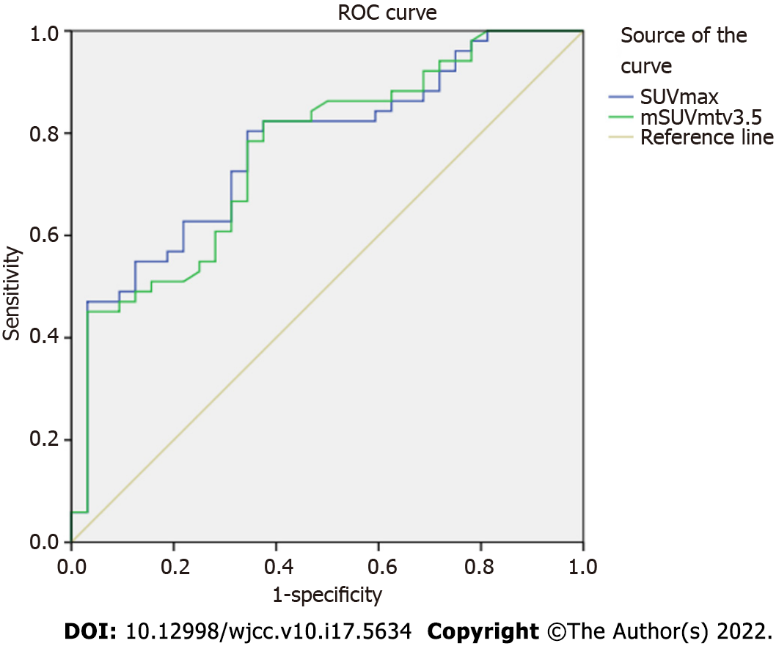 ROC curve
Source of the
curve
SUVmax
mSUVmtv3.5
Reference line
Sensitivity
1.0
0.8
0.6
0.4
0.2
0.0
0.0 0.2 0.4 0.6 0.8 1.0
1-specificity
DOI: 10.12998/wjcc.v10.i17.5634 Copyright ©The Author(s) 2022.